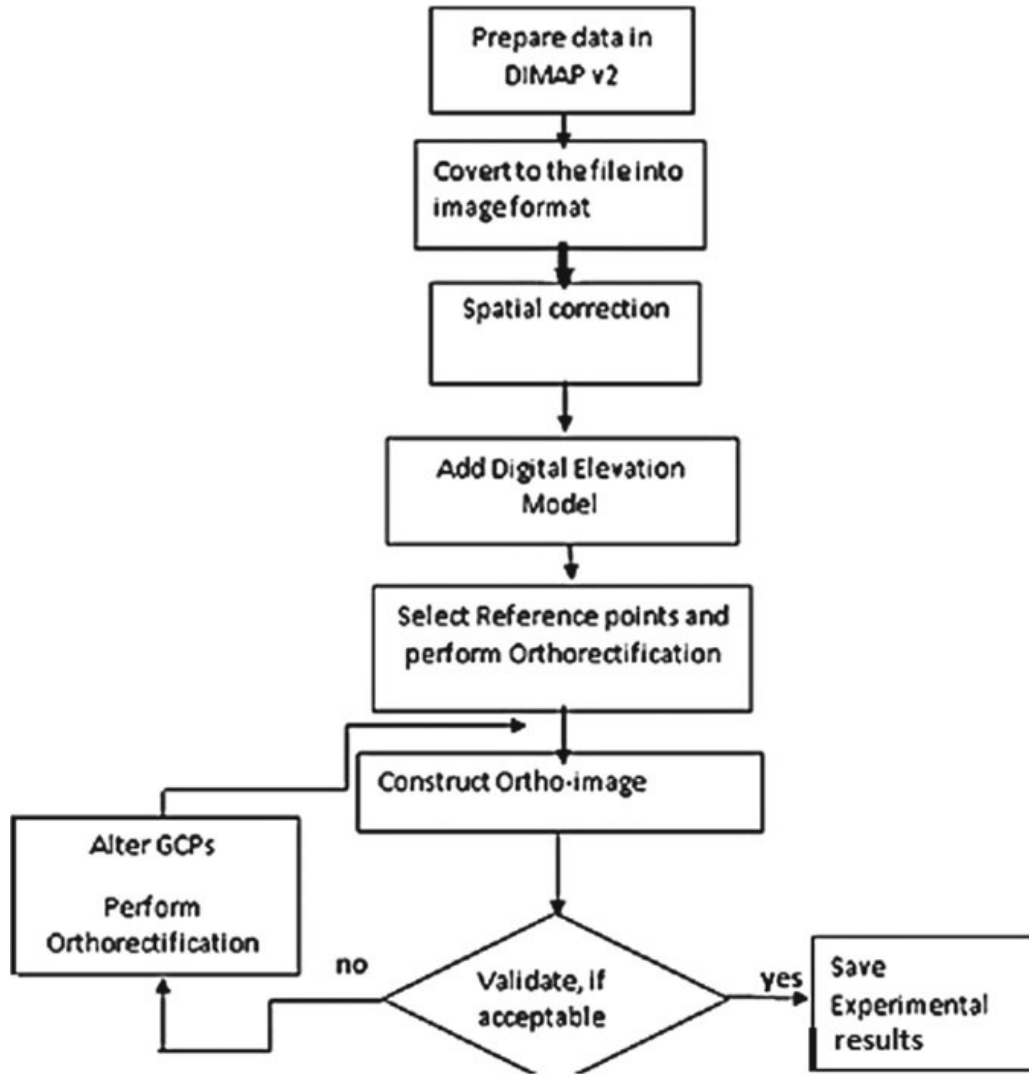 Prepare data in
DIMAP v2
Covert to the file into
image format
Spatial correction
Add Digital Elevation
Model
Select Reference points and
perform Orthorectification
Construct Ortho-image
Alter GCPs
Perform
Orthorectification
no
Validate, if
acceptable
yes
Save
Experimental
results